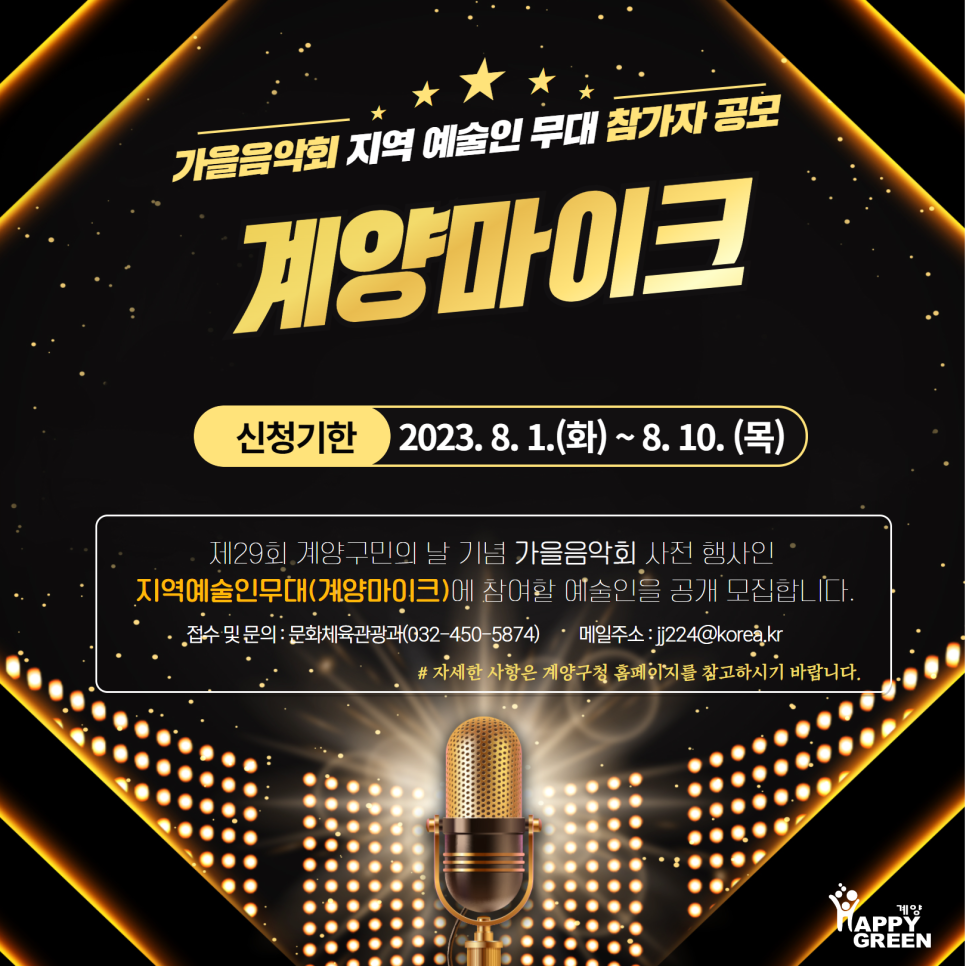 가을음악회 지역 예술인 무대 참가자 공모
계양마이크
신청기한 2023. 8. 1.(화) ~ 8. 10. (목)
제29회 계양구민의 날 기념 가을음악회 사전 행사인
지역예술인무대(계양마이크)에 참여할 예술인을 공개 모집합니다.
접수 및 문의 : 문화체육관광과(032-450-5874) 메일주소 : jj224@korea.kr
# 자세한 사항은 계양구청 홈페이지를 참고하시기 바랍니다.
계양
HAPPY
GREEN